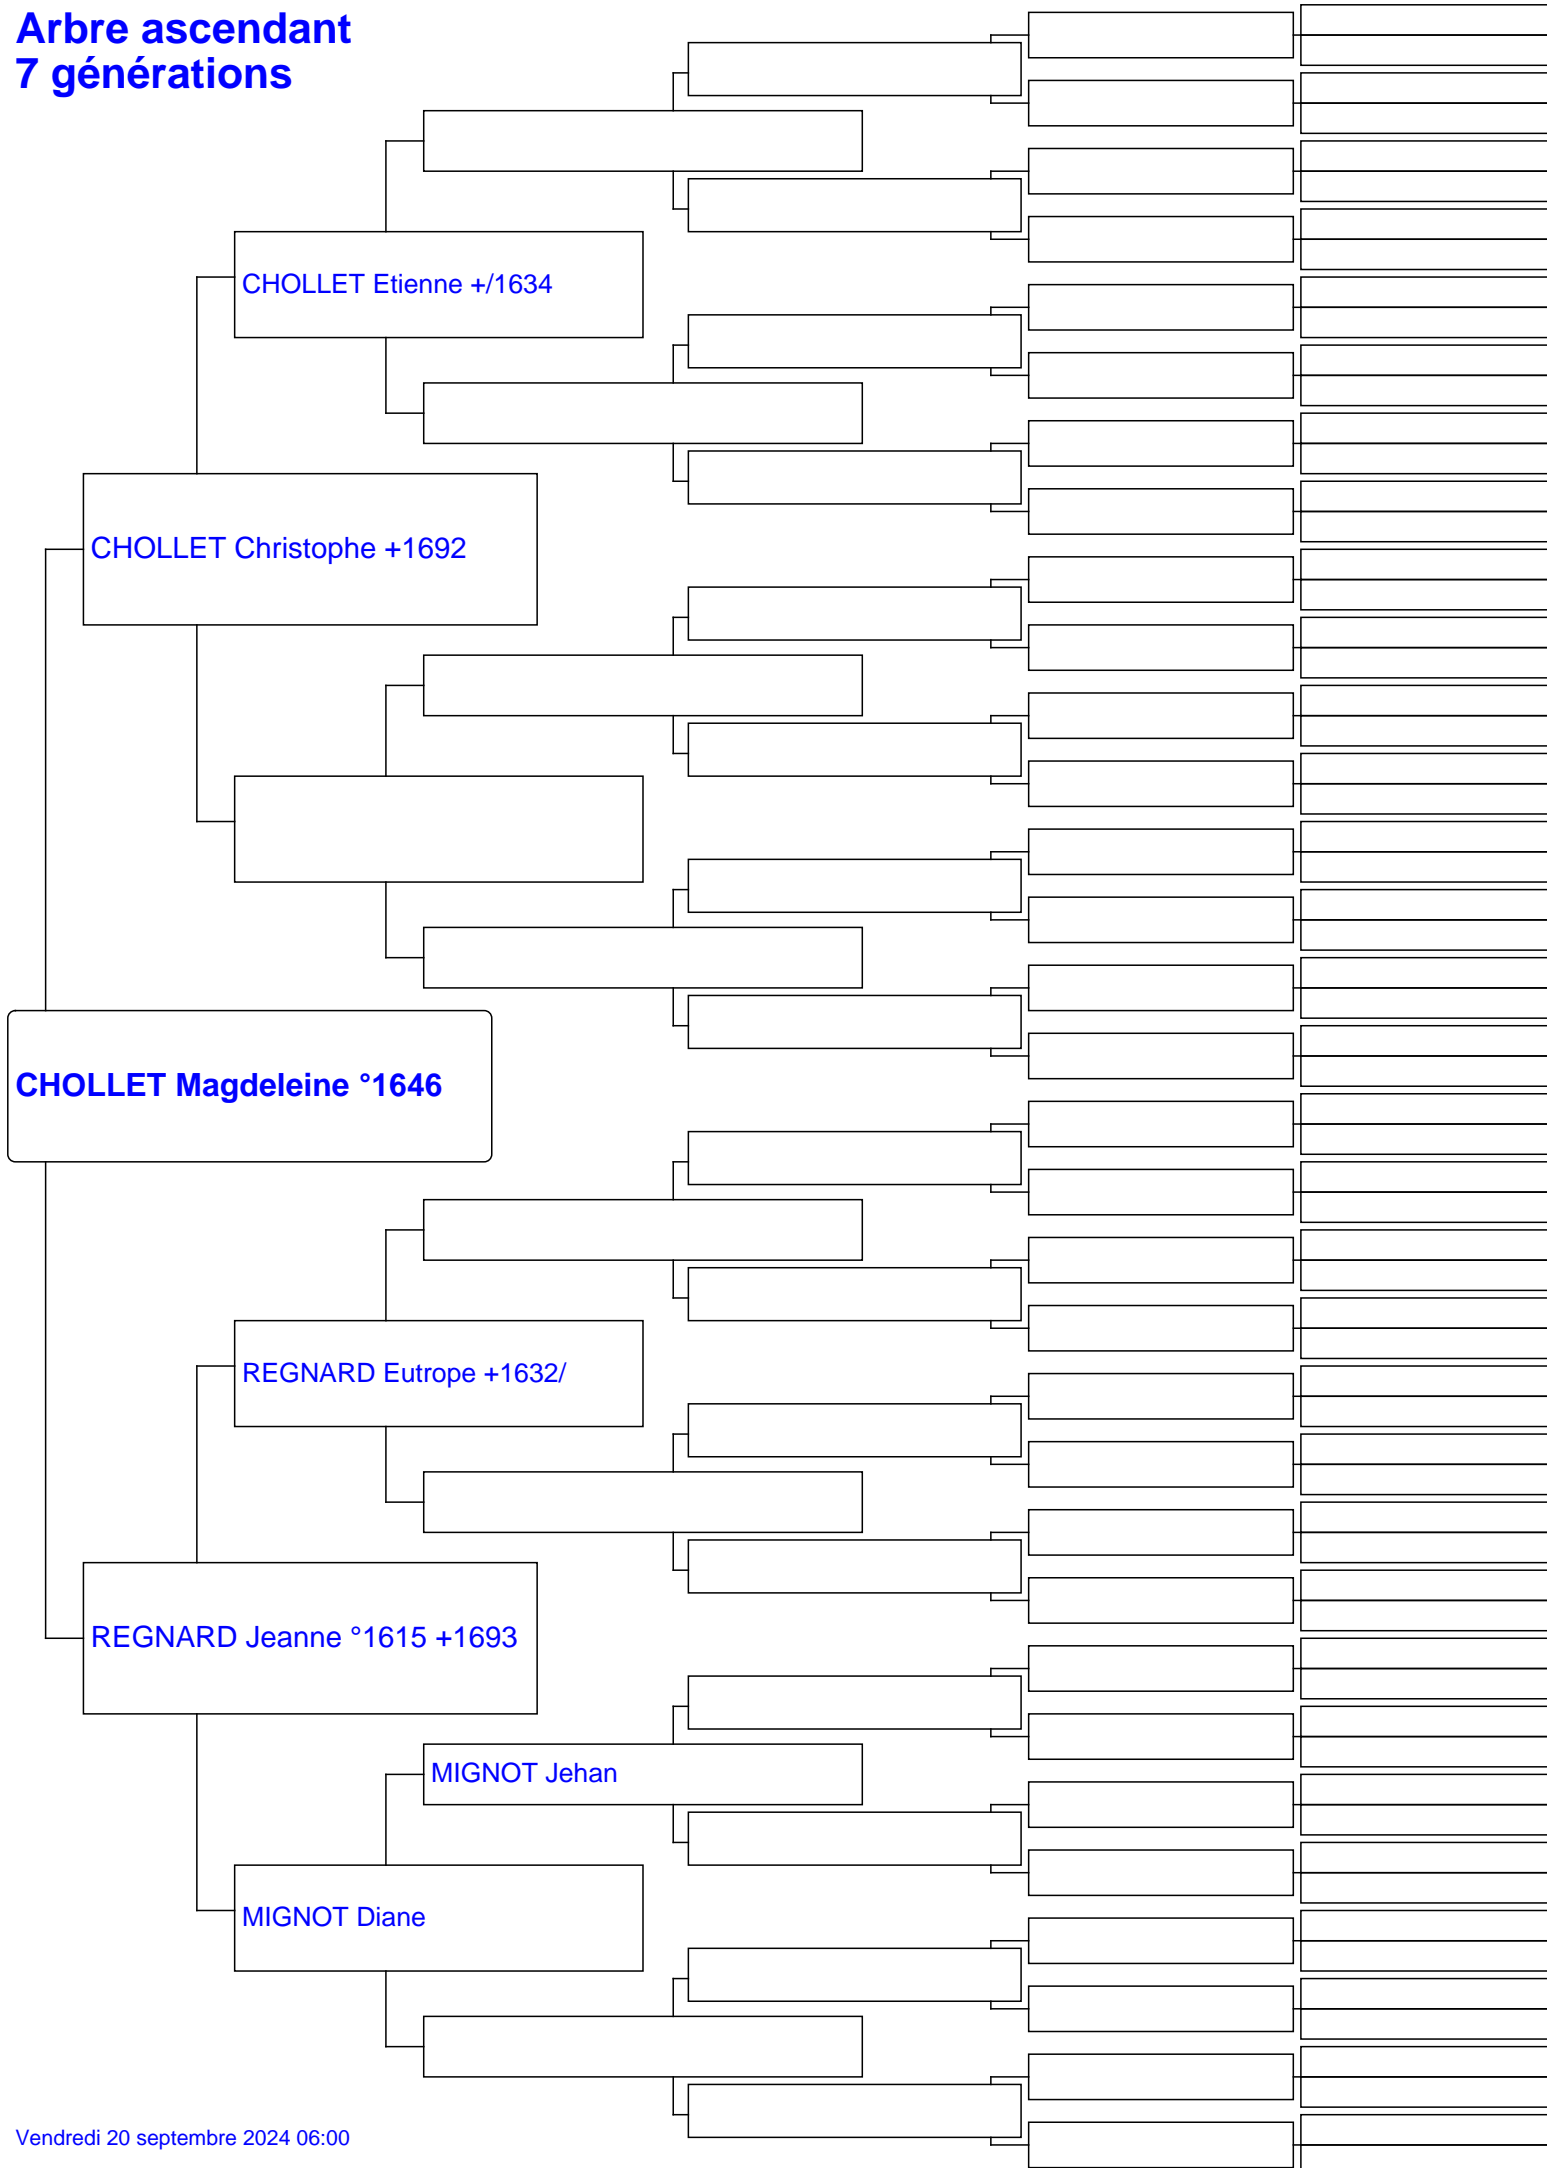 Arbre ascendant
7 générations
CHOLLET Etienne +/1634
CHOLLET Christophe +1692
CHOLLET Magdeleine °1646
REGNARD Eutrope +1632/
REGNARD Jeanne °1615 +1693
MIGNOT Jehan
MIGNOT Diane
Vendredi 20 septembre 2024 06:00